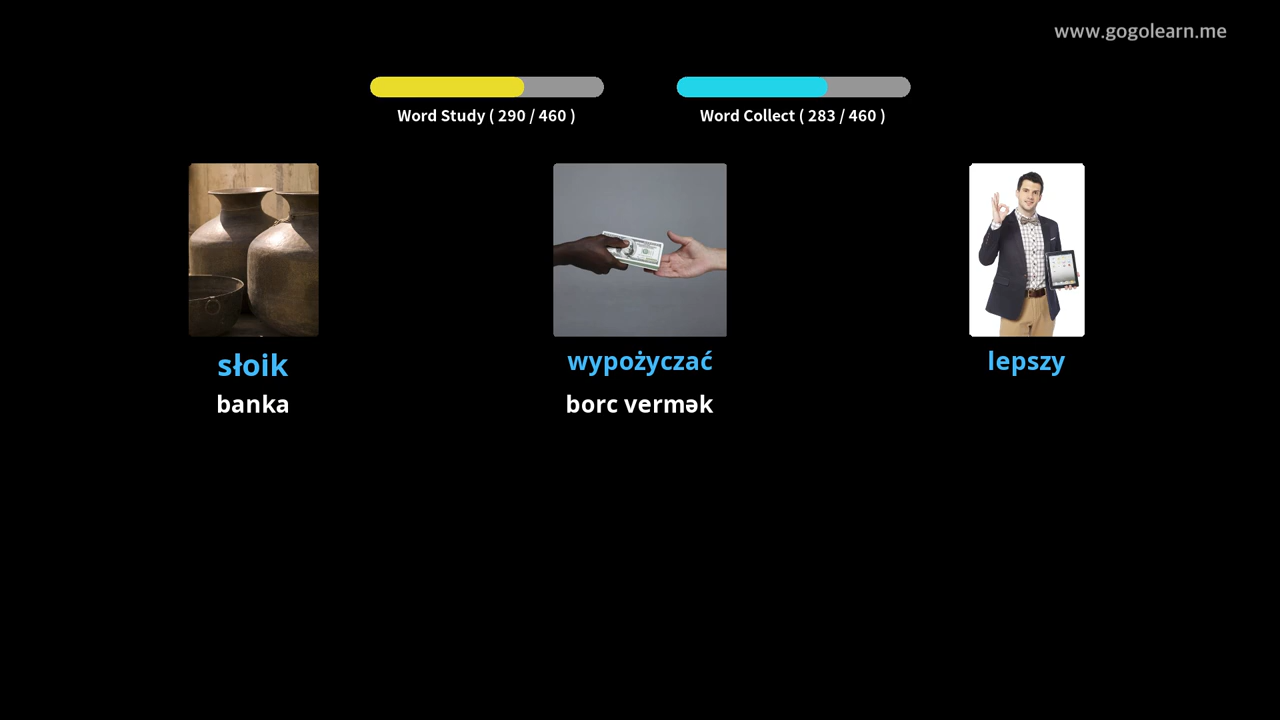 www.gogolearn.me
Word Study ( 290 / 460 )
Word Collect ( 283 / 460 )
słoik
wypożyczać
lepszy
banka
borc vermək